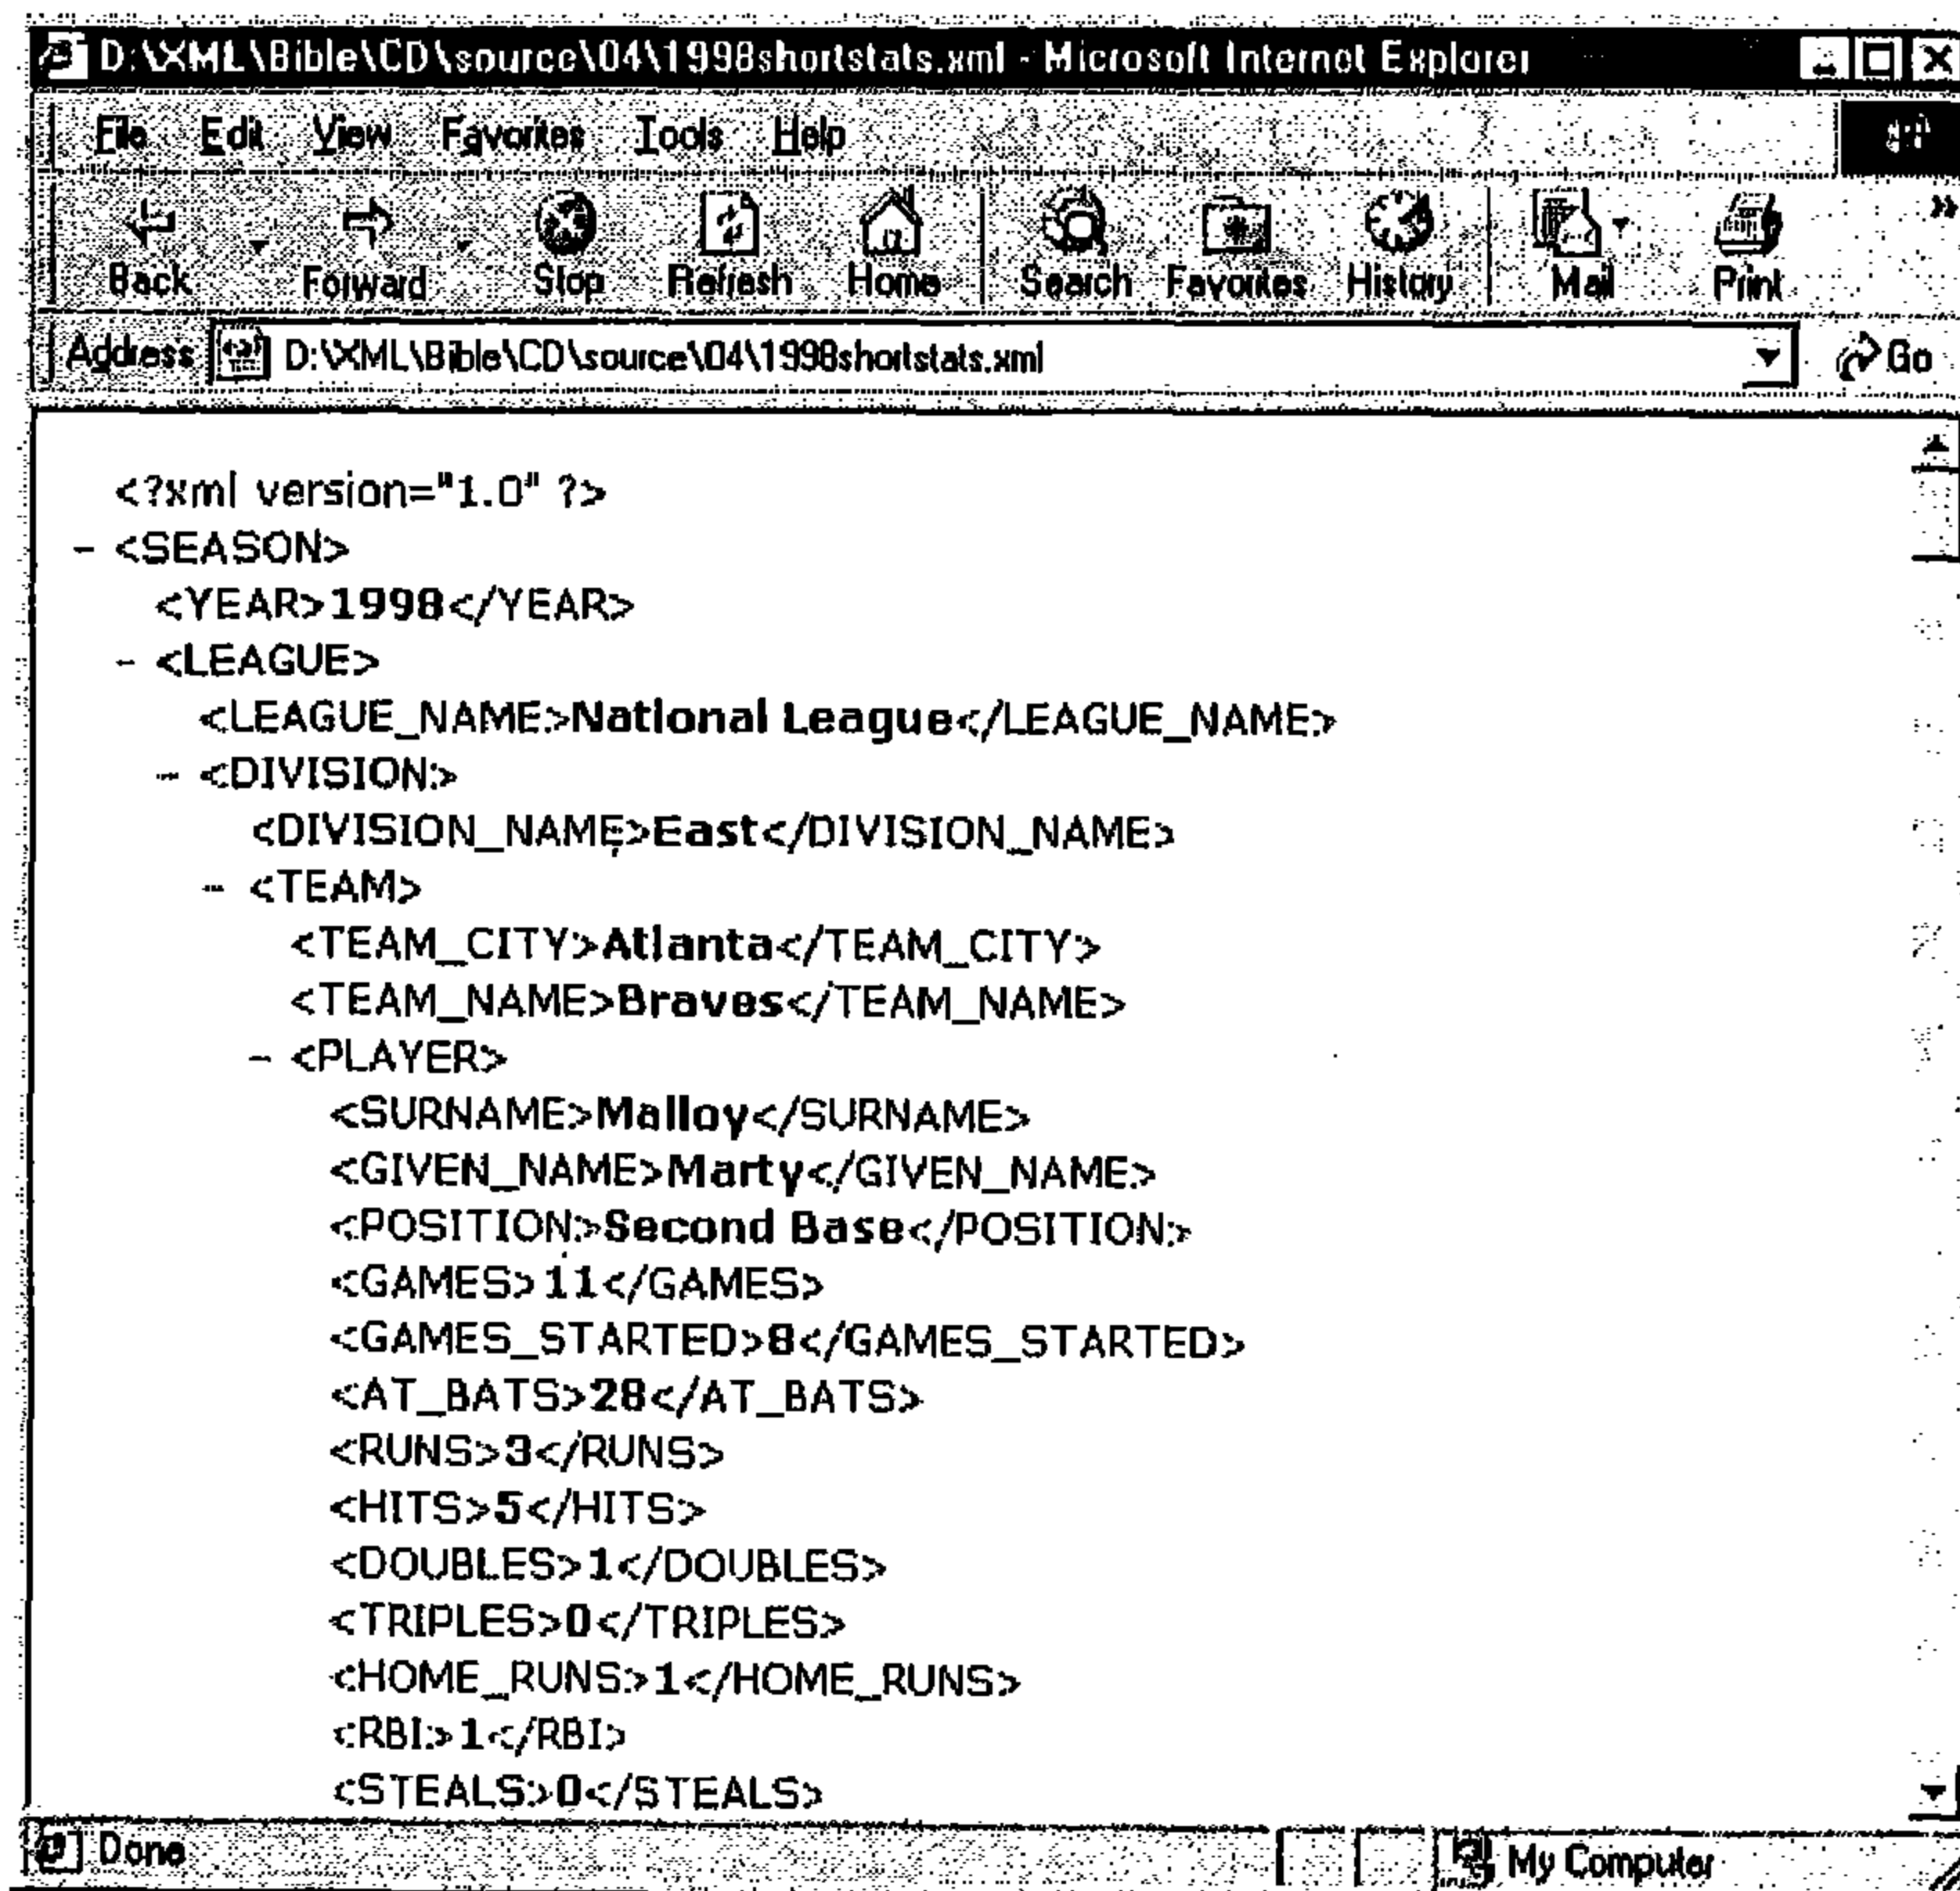 D:\XML\Bible\CD\source\04\1998shortstats.xml - Microsoft Internet Explorer
File Edit View Favorites Tools Help
Back Forward Stop Refresh Home Search Favorites History Mail Print »
Address D:\XML\Bible\CD\source\04\1998shortstats.xml Go
<?xml version="1.0" ?>
- <SEASON>
<YEAR>1998</YEAR>
- <LEAGUE>
<LEAGUE_NAME>National League</LEAGUE_NAME>
- <DIVISION>
<DIVISION_NAME>East</DIVISION_NAME>
- <TEAM>
<TEAM_CITY>Atlanta</TEAM_CITY>
<TEAM_NAME>Braves</TEAM_NAME>
- <PLAYER>
<SURNAME>Malloy</SURNAME>
<GIVEN_NAME>Marty</GIVEN_NAME>
<POSITION>Second Base</POSITION>
<GAMES>11</GAMES>
<GAMES_STARTED>8</GAMES_STARTED>
<AT_BATS>28</AT_BATS>
<RUNS>3</RUNS>
<HITS>5</HITS>
<DOUBLES>1</DOUBLES>
<TRIPLES>0</TRIPLES>
<HOME_RUNS>1</HOME_RUNS>
<RBI>1</RBI>
<STEALS>0</STEALS>
Done My Computer